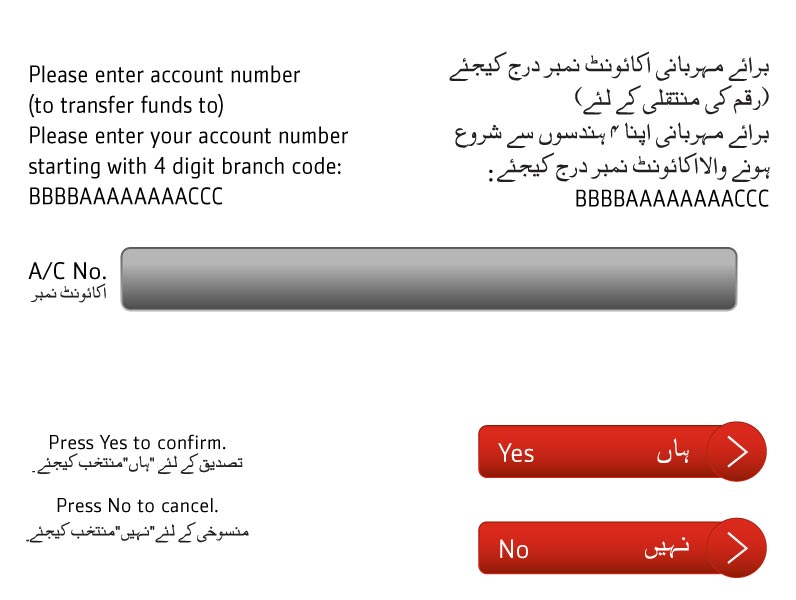 Please enter account number
(to transfer funds to)
Please enter your account number
starting with 4 digit branch code:
BBBBAAAAAAAACCC
برائے مہربانی اکائونٹ نمبر درج کیجئے
(رقم کی منتقلی کے لئے)
برائے مہربانی اپنا ۴ ہندسوں سے شروع
ہونے والااکائونٹ نمبر درج کیجئے:
BBBBAAAAAAAACCC
A/C No.
اکائونٹ نمبر
Press Yes to confirm.
تصدیق کے لئے "ہاں"منتخب کیجئے۔
Yes ہاں
Press No to cancel.
منسوخی کے لئے"نہیں"منتخب کیجئے۔
No نہیں